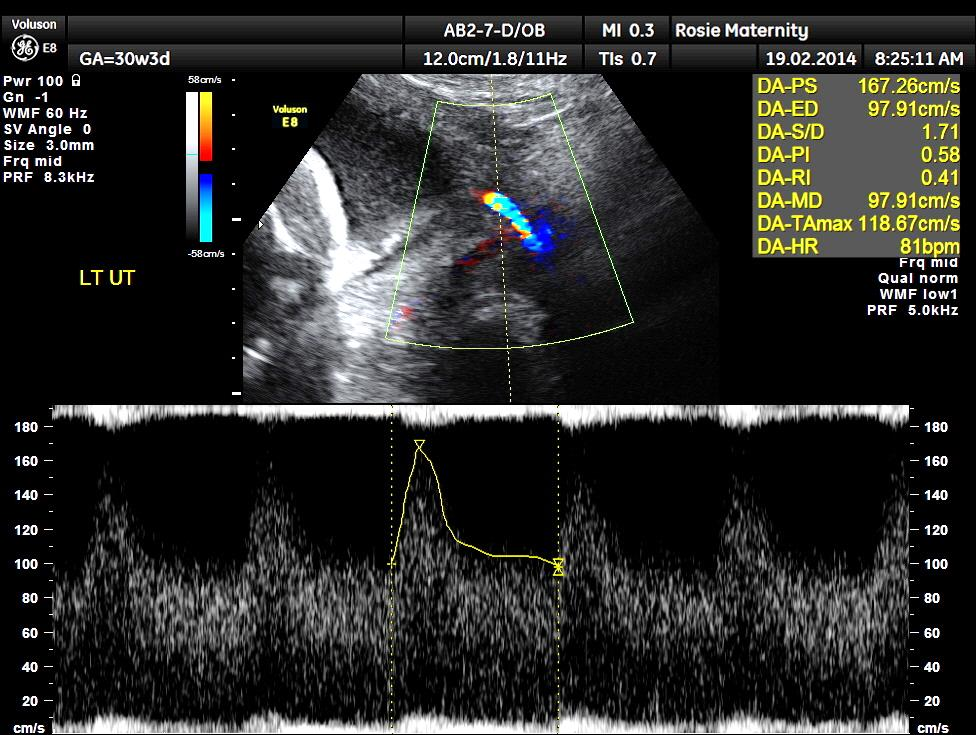 Voluson
GE E8
AB2-7-D/OB
MI 0.3
Rosie Maternity
GA=30w3d
12.0cm/1.8/11Hz
TIs 0.7
19.02.2014
8:25:11 AM
Pwr 100
Gn -1
WMF 60 Hz
SV Angle 0
Size 3.0mm
Frq mid
PRF 8.3kHz
58cm/s
-58cm/s
Voluson
E8
LT UT
DA-PS 167.26cm/s
DA-ED 97.91cm/s
DA-S/D 1.71
DA-PI 0.58
DA-RI 0.41
DA-MD 97.91cm/s
DA-TAmax 118.67cm/s
DA-HR 81bpm
Frq mid
Qual norm
WMF low1
PRF 5.0kHz
180 180
160 160
140 140
120 120
100 100
80 80
60 60
40 40
20 20
cm/s cm/s